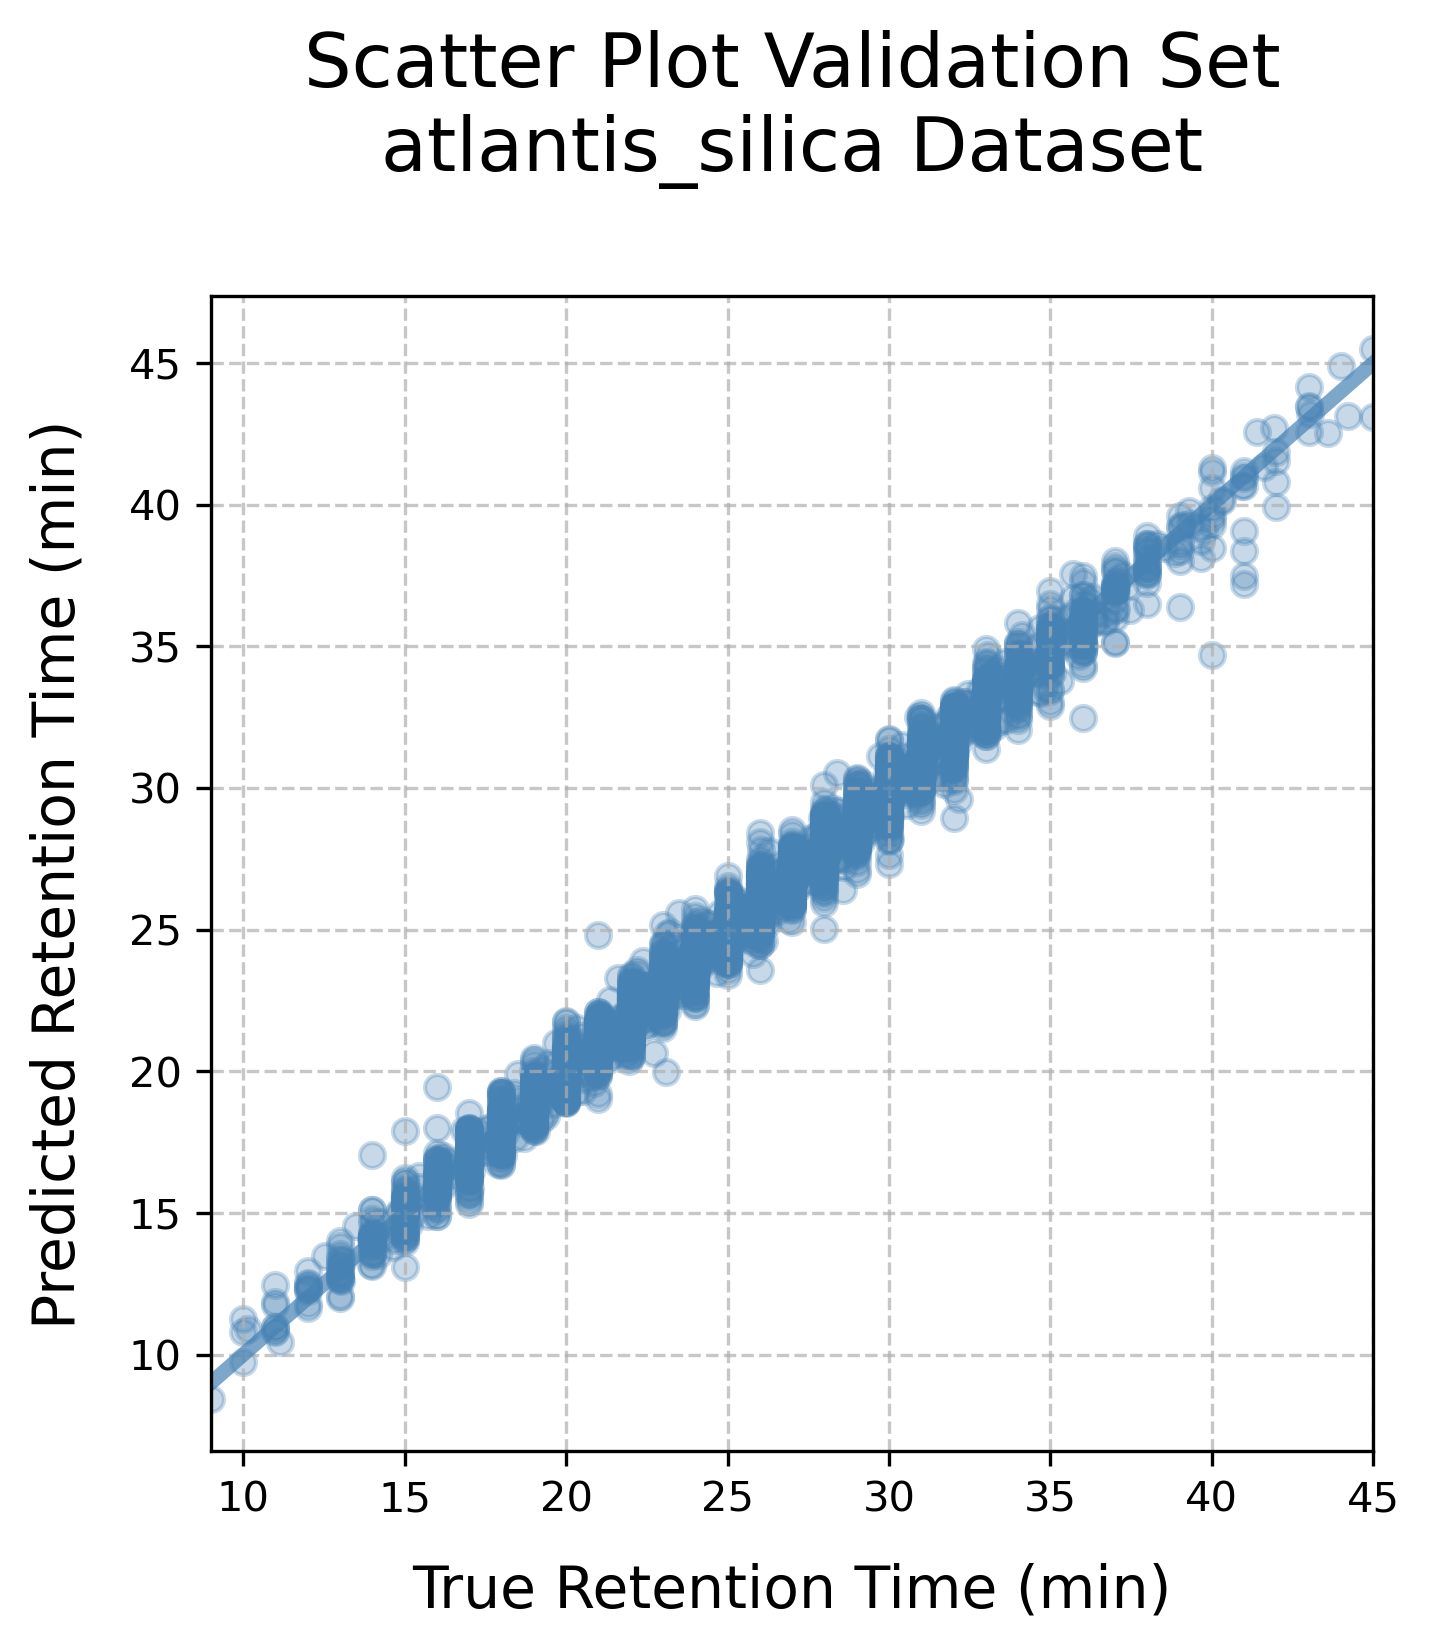 Scatter Plot Validation Set
atlantis_silica Dataset
45
40
35
30
25
20
15
10
Predicted Retention Time (min)
10 15 20 25 30 35 40 45
True Retention Time (min)